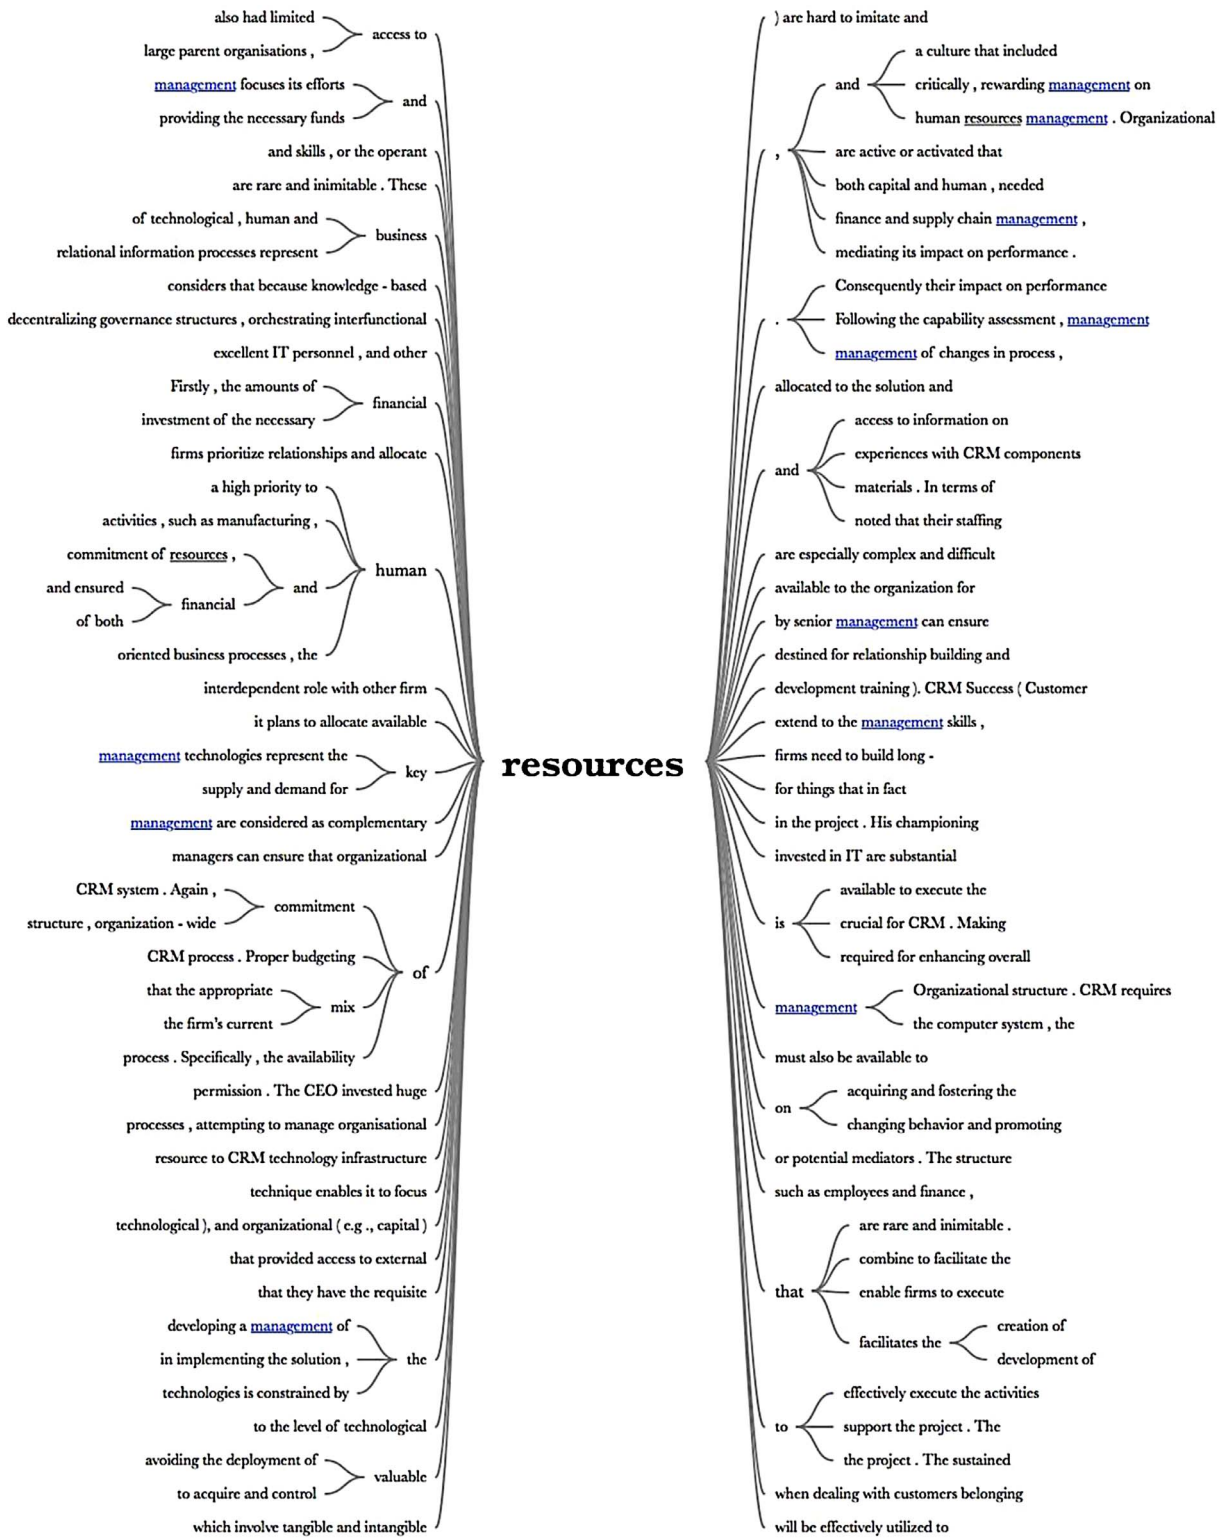 also had limited
large parent organisations ,
access to
management focuses its efforts
providing the necessary funds
and
and skills , or the operant
are rare and inimitable . These
of technological , human and
relational information processes represent
business
considers that because knowledge - based
decentralizing governance structures , orchestrating interfunctional
excellent IT personnel , and other
Firstly , the amounts of
investment of the necessary
financial
firms prioritize relationships and allocate
a high priority to
activities , such as manufacturing ,
commitment of resources ,
and ensured
of both
financial
and
oriented business processes , the
human
interdependent role with other firm
it plans to allocate available
management technologies represent the
supply and demand for
key
management are considered as complementary
managers can ensure that organizational
CRM system . Again ,
structure , organization - wide
commitment
CRM process . Proper budgeting
that the appropriate
the firm's current
mix
process . Specifically , the availability
of
permission . The CEO invested huge
processes , attempting to manage organisational
resource to CRM technology infrastructure
technique enables it to focus
technological ), and organizational ( e.g ., capital )
that provided access to external
that they have the requisite
developing a management of
in implementing the solution ,
technologies is constrained by
the
to the level of technological
avoiding the deployment of
to acquire and control
valuable
which involve tangible and intangible
resources
) are hard to imitate and
,
and
a culture that included
critically , rewarding management on
human resources management . Organizational
are active or activated that
both capital and human , needed
finance and supply chain management ,
mediating its impact on performance .
.
Consequently their impact on performance
Following the capability assessment , management
management of changes in process ,
allocated to the solution and
and
access to information on
experiences with CRM components
materials . In terms of
noted that their staffing
are especially complex and difficult
available to the organization for
by senior management can ensure
destined for relationship building and
development training ). CRM Success ( Customer
extend to the management skills ,
firms need to build long -
for things that in fact
in the project . His championing
invested in IT are substantial
is
available to execute the
crucial for CRM . Making
required for enhancing overall
management
Organizational structure . CRM requires
the computer system , the
must also be available to
on
acquiring and fostering the
changing behavior and promoting
or potential mediators . The structure
such as employees and finance ,
that
are rare and inimitable .
combine to facilitate the
enable firms to execute
facilitates the
creation of
development of
to
effectively execute the activities
support the project . The
the project . The sustained
when dealing with customers belonging
will be effectively utilized to